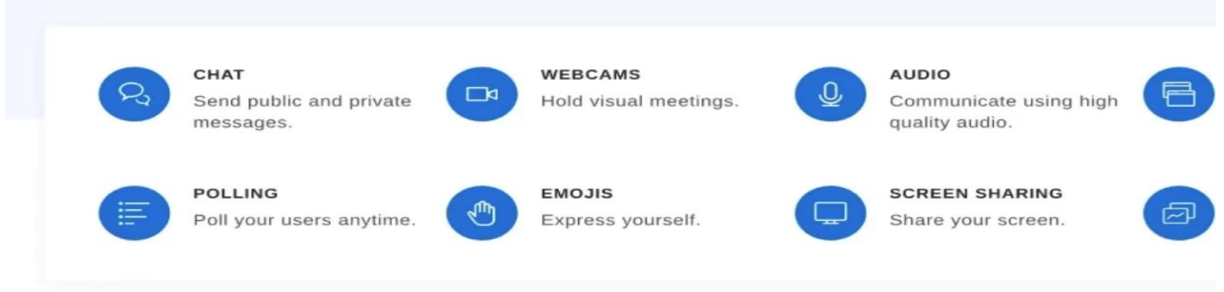 CHAT
Send public and private
messages.
WEBCAMS
Hold visual meetings.
AUDIO
Communicate using high
quality audio.
POLLING
Poll your users anytime.
EMOJIS
Express yourself.
SCREEN SHARING
Share your screen.